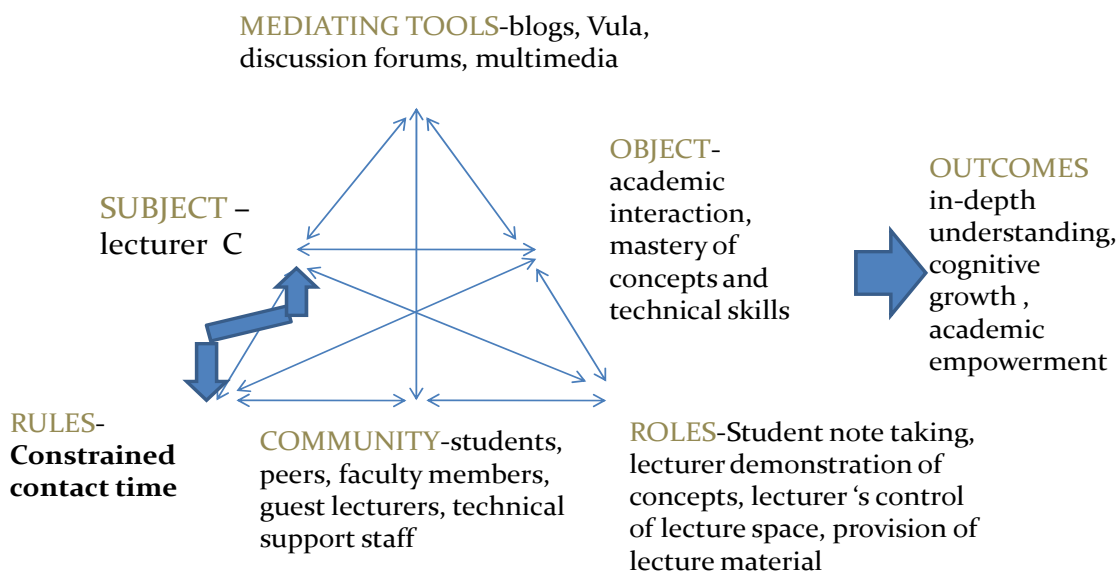 MEDIATING TOOLS-blogs, Vula,
discussion forums, multimedia
SUBJECT –
lecturer C
OBJECT-
academic
interaction,
mastery of
concepts and
technical skills
OUTCOMES
in-depth
understanding,
cognitive
growth ,
academic
empowerment
RULES-
Constrained
contact time
COMMUNITY-students,
peers, faculty members,
guest lecturers, technical
support staff
ROLES-Student note taking,
lecturer demonstration of
concepts, lecturer ‘s control
of lecture space, provision of
lecture material